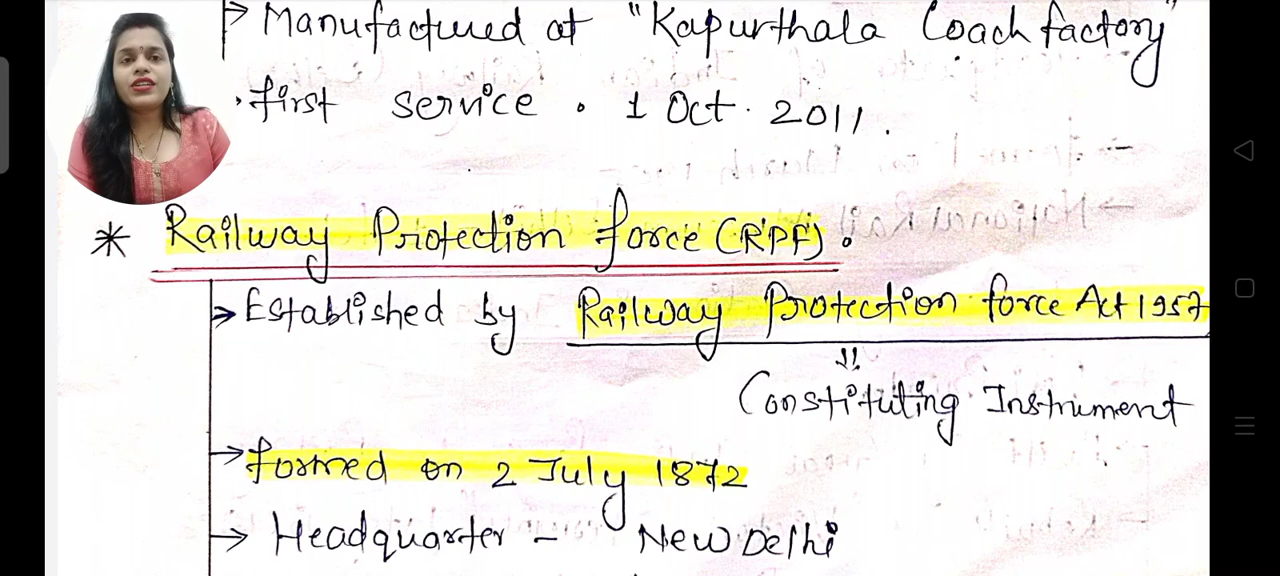 → Manufactured at "Kapurthala Coach factory"
· first service · 1 Oct. 2011.
* Railway Protection force (RPF).
→ Established by Railway Protection force Act 1957
Constituting Instrument
→ formed on 2 July 1872
→ Headquarter - New Delhi